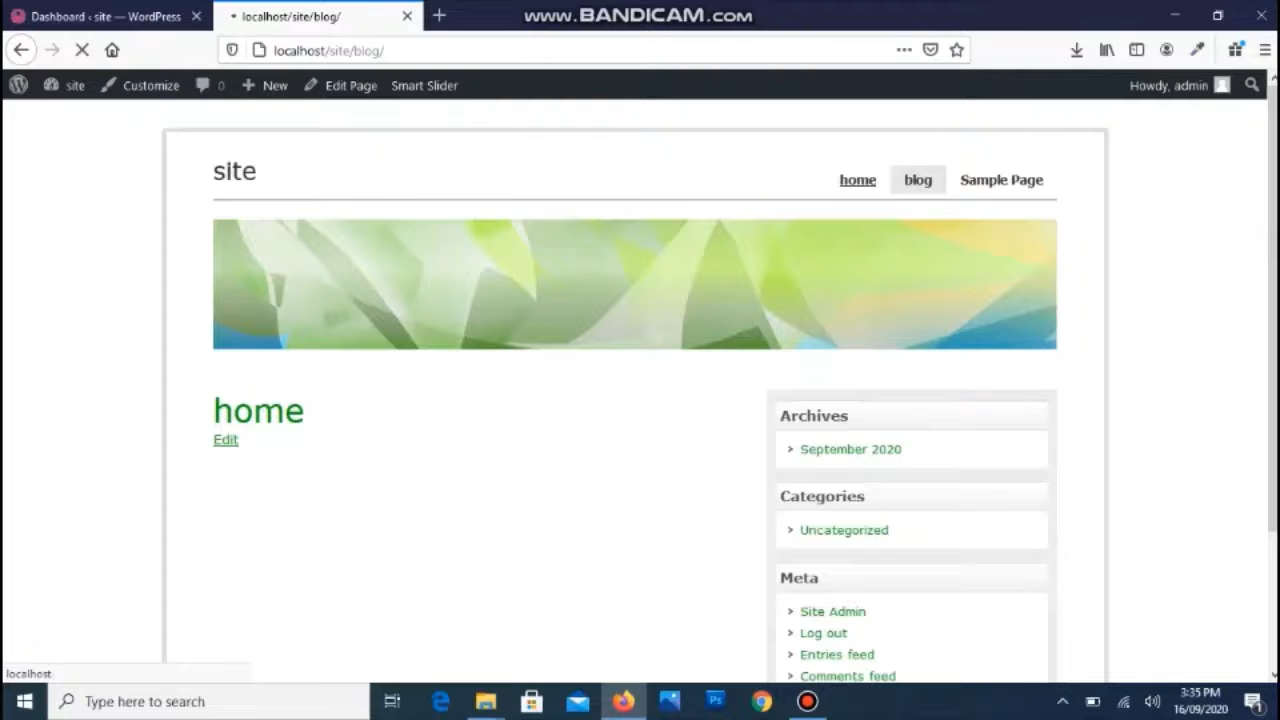 Dashboard ‹ site — WordPress
localhost/site/blog/
www.BANDICAM.com
localhost/site/blog/
site
Customize
0
New
Edit Page
Smart Slider
Howdy, admin
site
home
blog
Sample Page
home
Edit
Archives
September 2020
Categories
Uncategorized
Meta
Site Admin
Log out
Entries feed
Comments feed
localhost
Type here to search
Ps
3:35 PM
16/09/2020
1